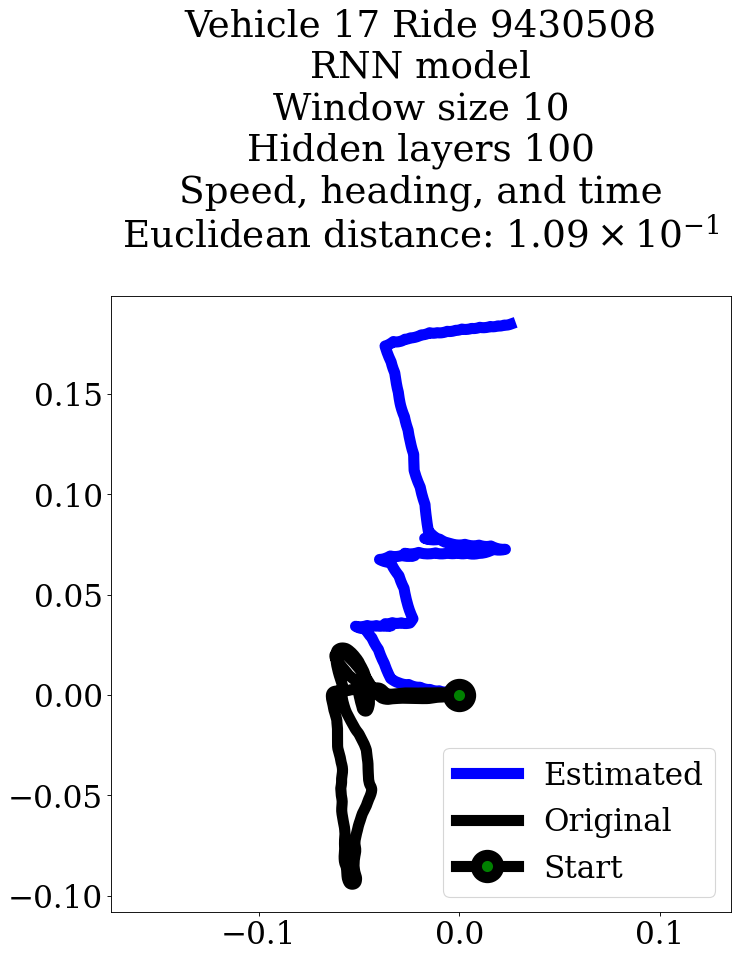 Vehicle 17 Ride 9430508
RNN model
Window size 10
Hidden layers 100
Speed, heading, and time
Euclidean distance: 1.09 × 10⁻¹
0.15
0.10
0.05
0.00
−0.05
−0.10
Estimated
Original
Start
−0.1
0.0
0.1